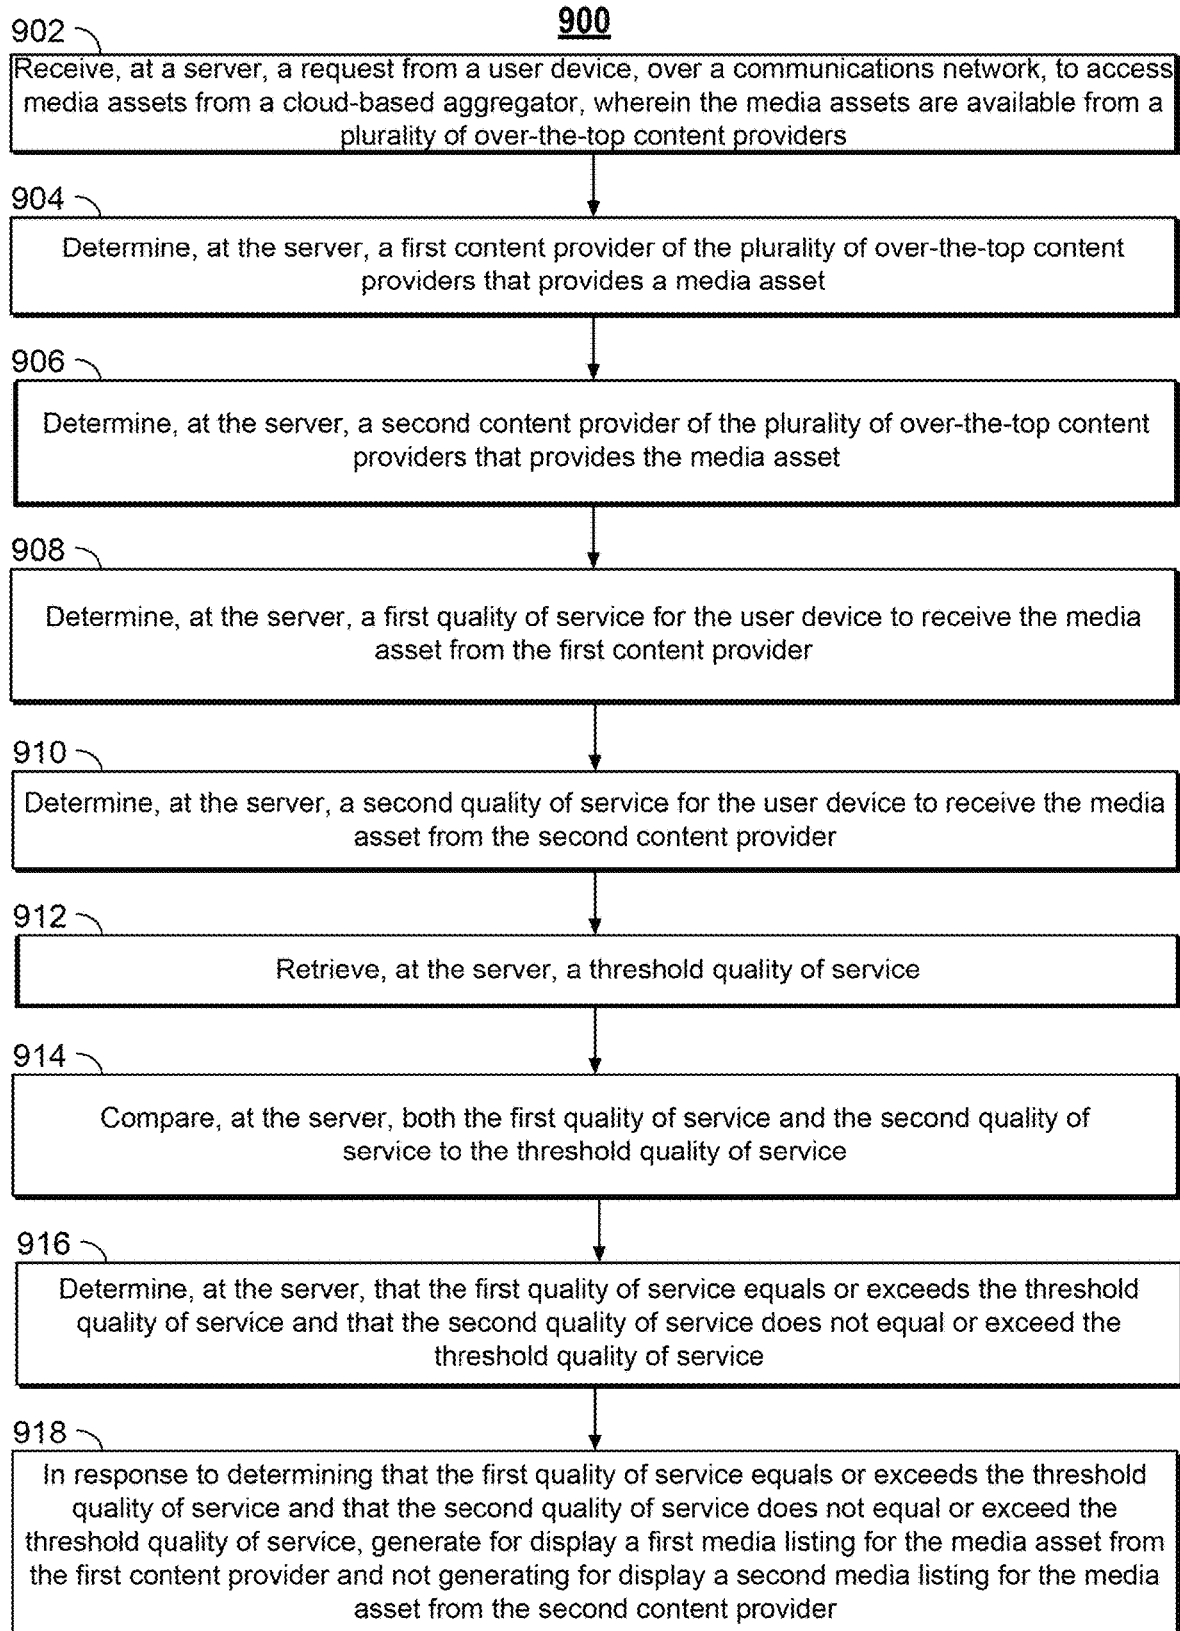 900
902
Receive, at a server, a request from a user device, over a communications network, to access
media assets from a cloud-based aggregator, wherein the media assets are available from a
plurality of over-the-top content providers
904
Determine, at the server, a first content provider of the plurality of over-the-top content
providers that provides a media asset
906
Determine, at the server, a second content provider of the plurality of over-the-top content
providers that provides the media asset
908
Determine, at the server, a first quality of service for the user device to receive the media
asset from the first content provider
910
Determine, at the server, a second quality of service for the user device to receive the media
asset from the second content provider
912
Retrieve, at the server, a threshold quality of service
914
Compare, at the server, both the first quality of service and the second quality of
service to the threshold quality of service
916
Determine, at the server, that the first quality of service equals or exceeds the threshold
quality of service and that the second quality of service does not equal or exceed the
threshold quality of service
918
In response to determining that the first quality of service equals or exceeds the threshold
quality of service and that the second quality of service does not equal or exceed the
threshold quality of service, generate for display a first media listing for the media asset from
the first content provider and not generating for display a second media listing for the media
asset from the second content provider